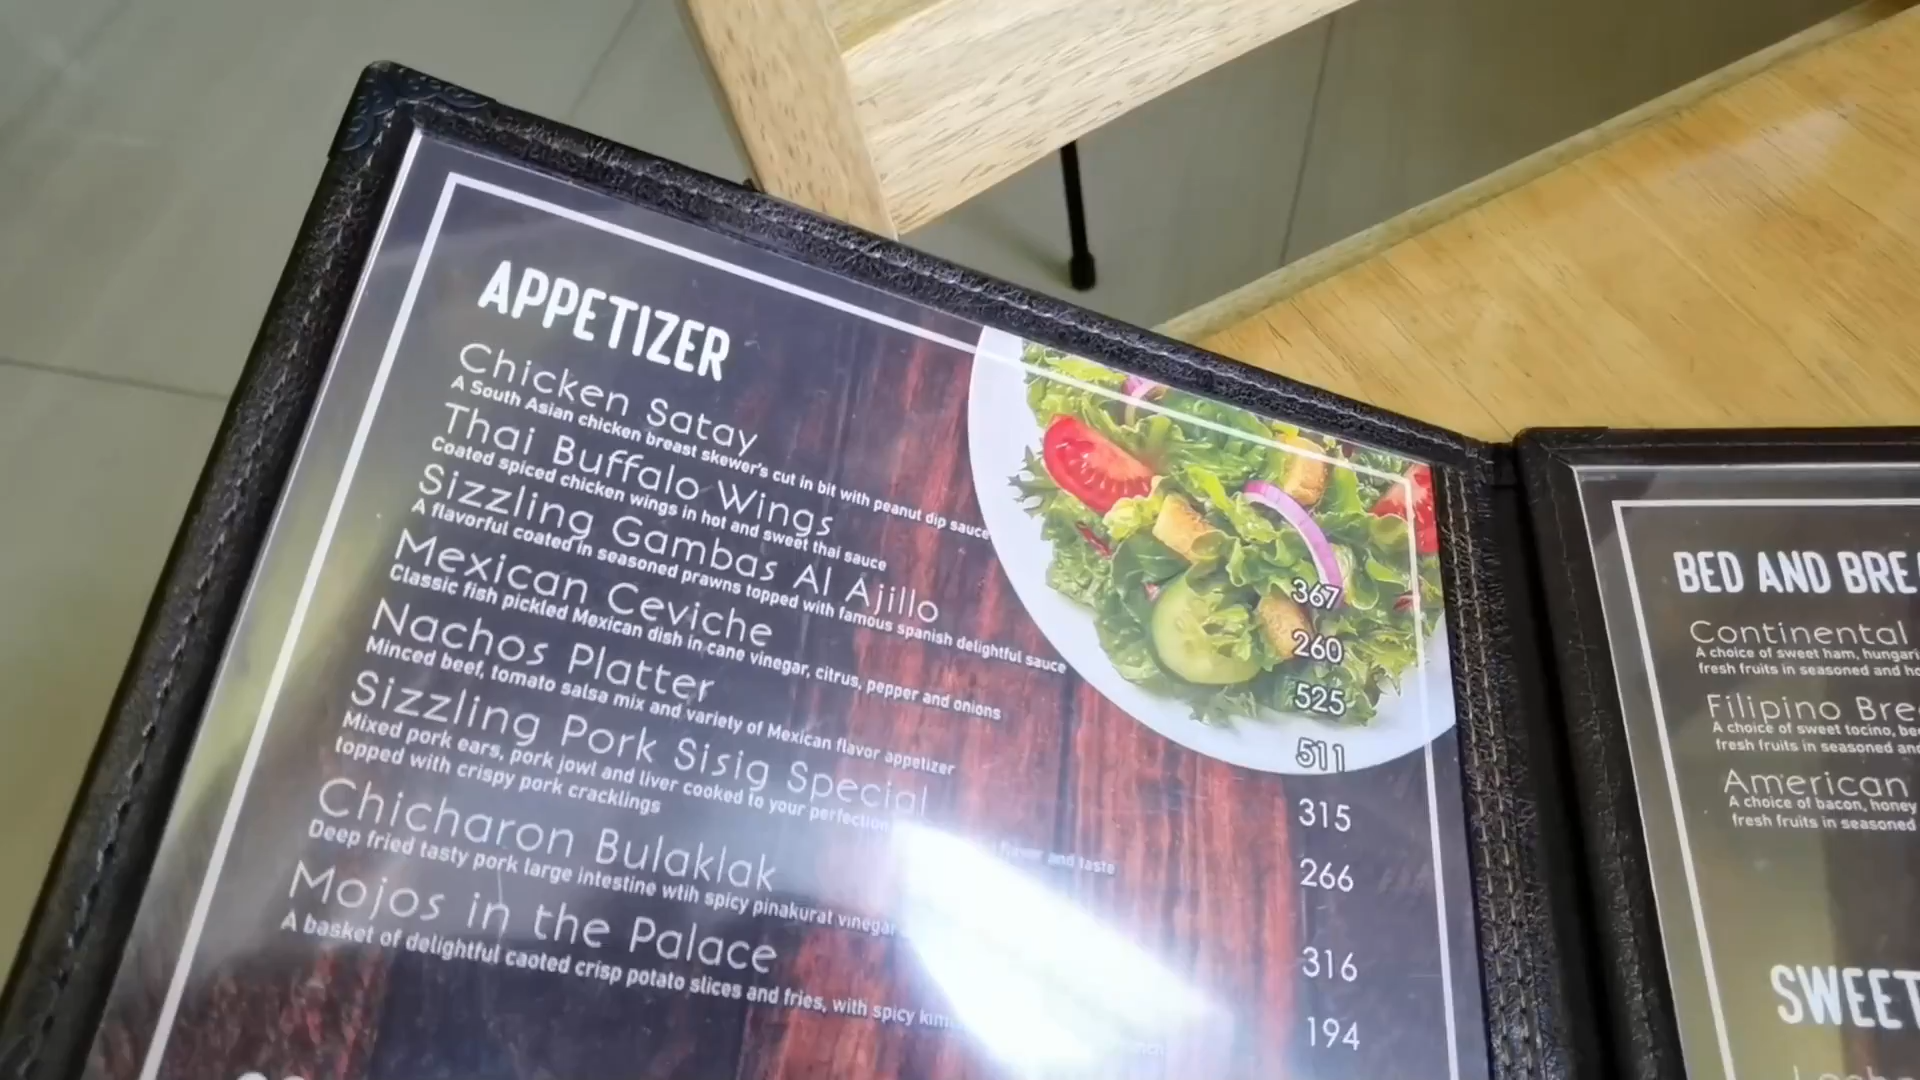 APPETIZER
Chicken Satay 367
A South Asian chicken breast skewer's cut in bit with peanut dip sauce
Thai Buffalo Wings 260
Coated spiced chicken wings in hot and sweet thai sauce
Sizzling Gambas Al Ajillo 525
A flavorful coated in seasoned prawns topped with famous spanish delightful sauce
Mexican Ceviche 511
Classic fish pickled Mexican dish in cane vinegar, citrus, pepper and onions
Nachos Platter 315
Minced beef, tomato salsa mix and variety of Mexican flavor appetizer
Sizzling Pork Sisig Special 266
Mixed pork ears, pork jowl and liver cooked to your perfection flavor and taste
topped with crispy pork cracklings
Chicharon Bulaklak 316
Deep fried tasty pork large intestine wtih spicy pinakurat vinegar
Mojos in the Palace 194
A basket of delightful caoted crisp potato slices and fries, with spicy
BED AND
Continental
A choice of sweet ham,
fresh fruits in seasoned and
Filipino
A choice of sweet tocino,
fresh fruits in seasoned and
American
A choice of bacon, honey
fresh fruits in seasoned
SWEET